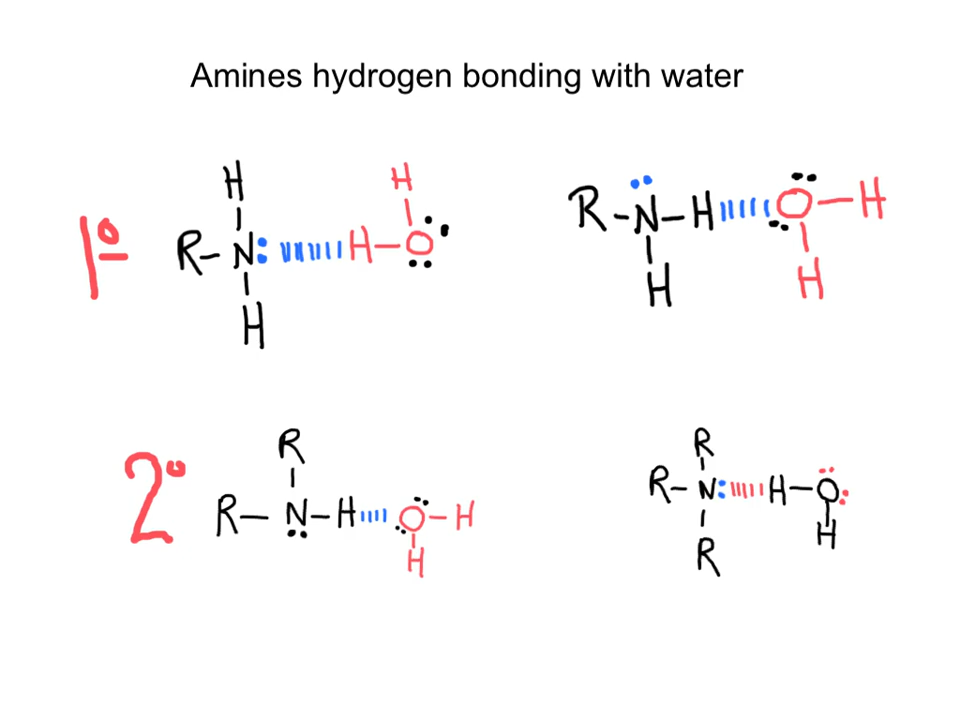 Amines hydrogen bonding with water
H
H
R-N: H-O
H
1°
R-N-H O-H
H
H
R
R-N-H O-H
H
2°
R
R-N: H-O
R
H